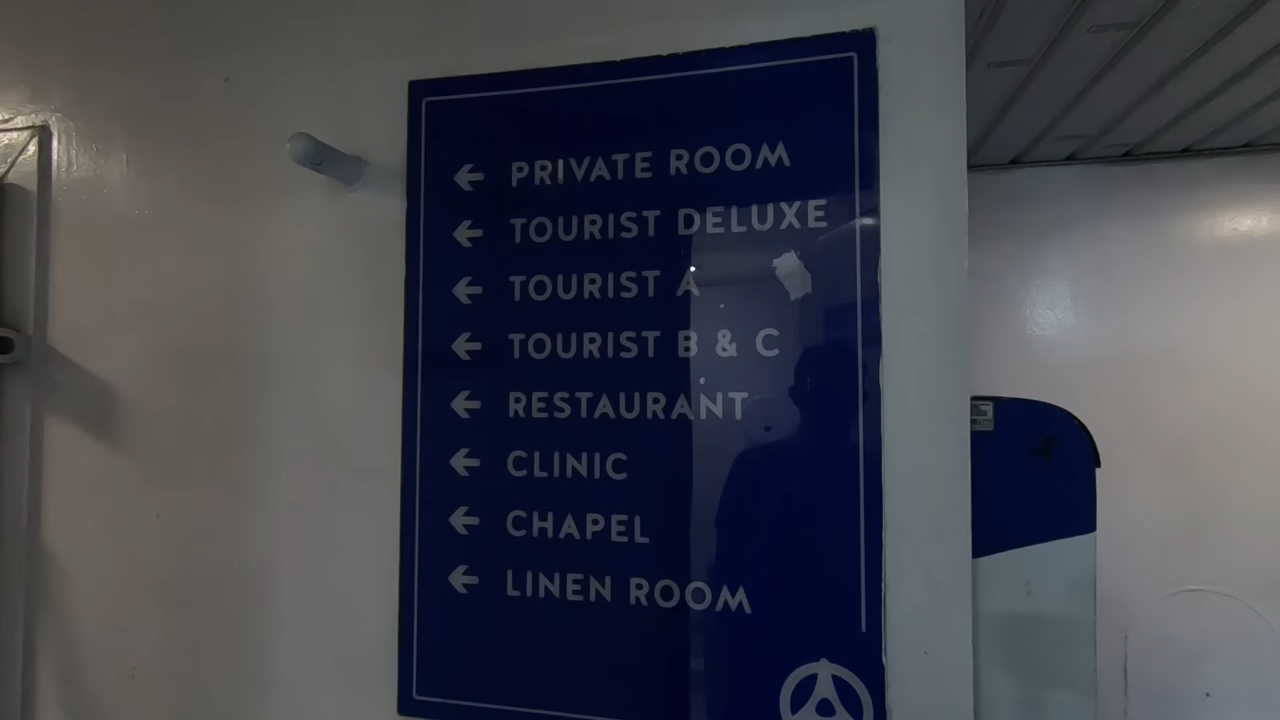 ← PRIVATE ROOM
← TOURIST DELUXE
← TOURIST A
← TOURIST B & C
← RESTAURANT
← CLINIC
← CHAPEL
← LINEN ROOM